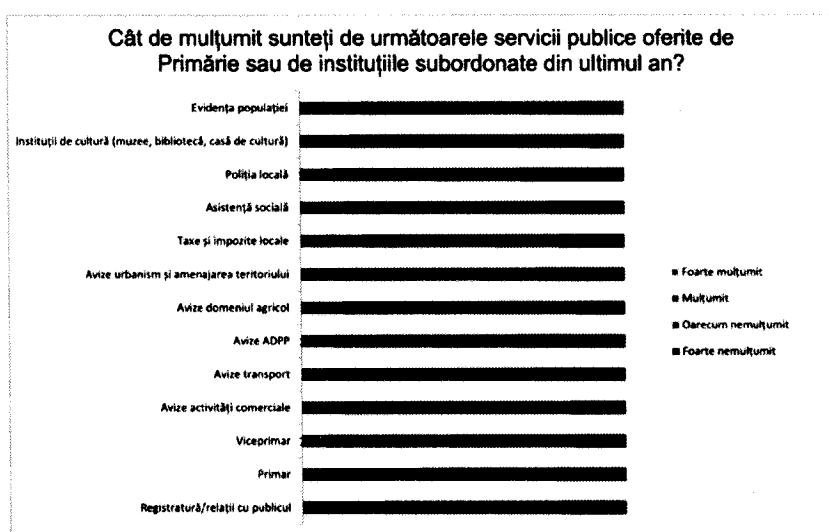 Cât de mulțumit sunteți de următoarele servicii publice oferite de
Primărie sau de instituțiile subordonate din ultimul an?
Evidența populației
Instituții de cultură (muzee, bibliotecă, casă de cultură)
Poliția locală
Asistență socială
Taxe și impozite locale
Avize urbanism și amenajarea teritoriului
Avize domeniul agricol
Avize ADPP
Avize transport
Avize activități comerciale
Viceprimar
Primar
Registratură/relații cu publicul
Foarte mulțumit
Mulțumit
Oarecum nemulțumit
Foarte nemulțumit